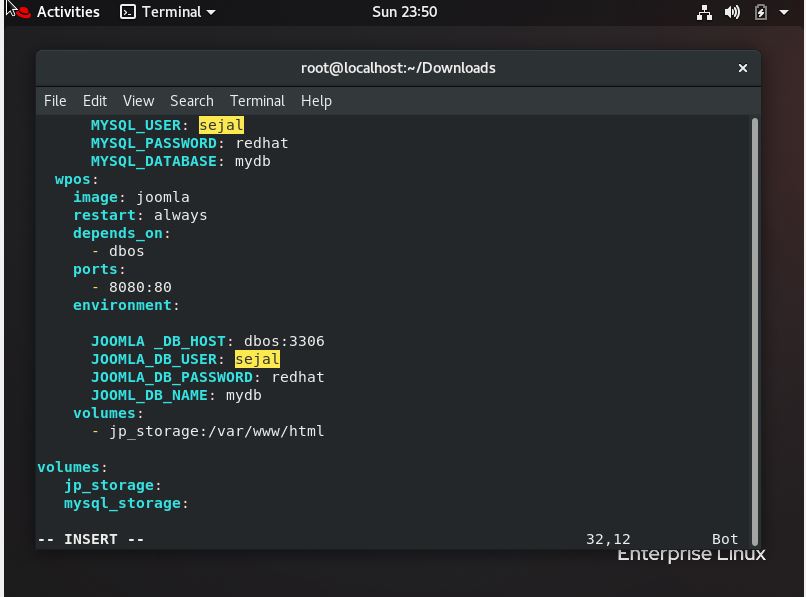 Activities Terminal Sun 23:50
root@localhost:~/Downloads ×
File Edit View Search Terminal Help
MYSQL_USER: sejal
MYSQL_PASSWORD: redhat
MYSQL_DATABASE: mydb
wpos:
image: joomla
restart: always
depends_on:
- dbos
ports:
- 8080:80
environment:
JOOMLA _DB_HOST: dbos:3306
JOOMLA_DB_USER: sejal
JOOMLA_DB_PASSWORD: redhat
JOOML_DB_NAME: mydb
volumes:
- jp_storage:/var/www/html
volumes:
jp_storage:
mysql_storage:
-- INSERT -- 32,12 Bot
Enterprise Linux